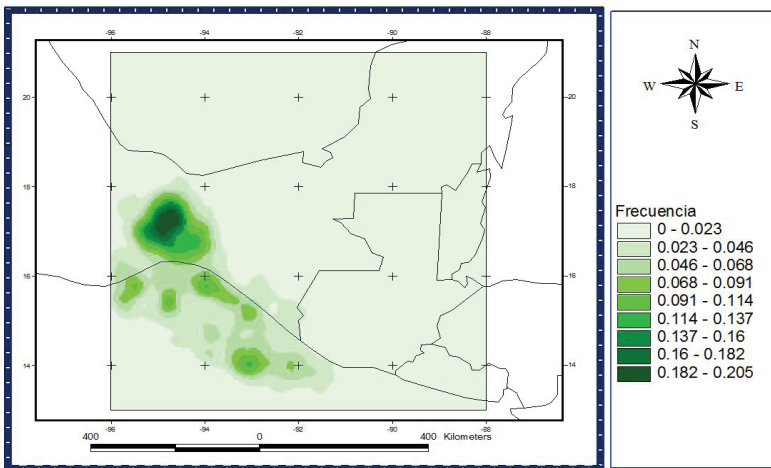 -96 -94 -92 -90 -88
20 20
18 18
16 16
14 14
-96 -94 -92 -90 -88
400 0 400 Kilometers
N
W E
S
Frecuencia
0 - 0.023
0.023 - 0.046
0.046 - 0.068
0.068 - 0.091
0.091 - 0.114
0.114 - 0.137
0.137 - 0.16
0.16 - 0.182
0.182 - 0.205